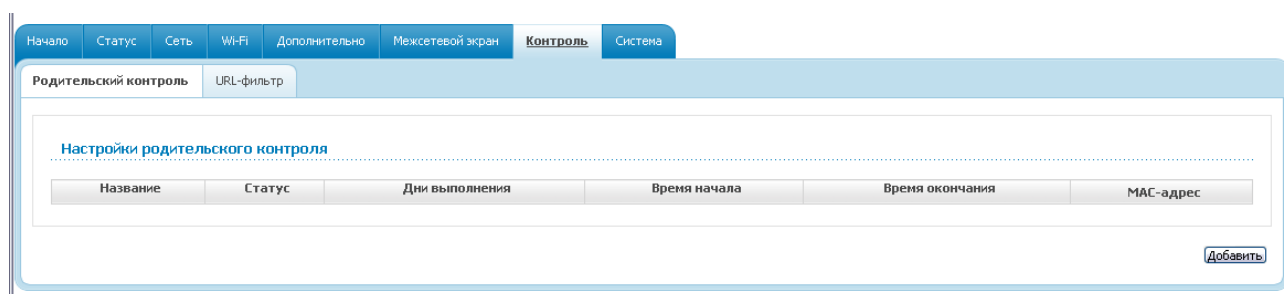 Начало Статус Сеть Wi-Fi Дополнительно Межсетевой экран Контроль Система
Родительский контроль URL-фильтр
Настройки родительского контроля
Название Статус Дни выполнения Время начала Время окончания MAC-адрес
Добавить